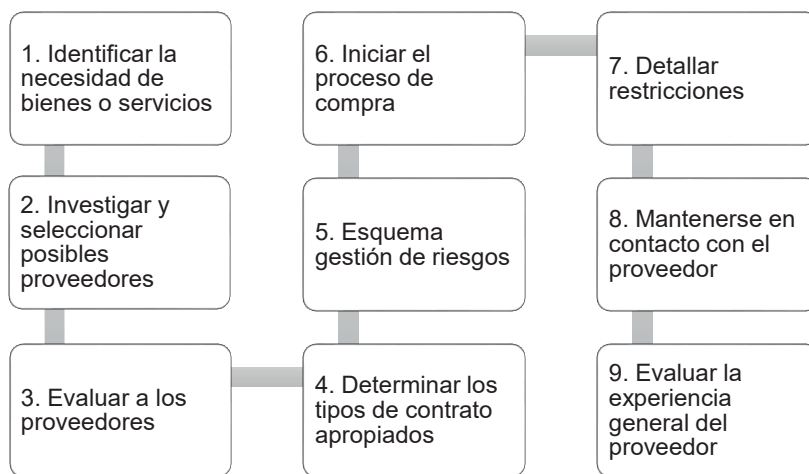 1. Identificar la
necesidad de
bienes o servicios
2. Investigar y
seleccionar
posibles
proveedores
3. Evaluar a los
proveedores
4. Determinar los
tipos de contrato
apropiados
5. Esquema
gestión de riesgos
6. Iniciar el
proceso de
compra
7. Detallar
restricciones
8. Mantenerse en
contacto con el
proveedor
9. Evaluar la
experiencia
general del
proveedor